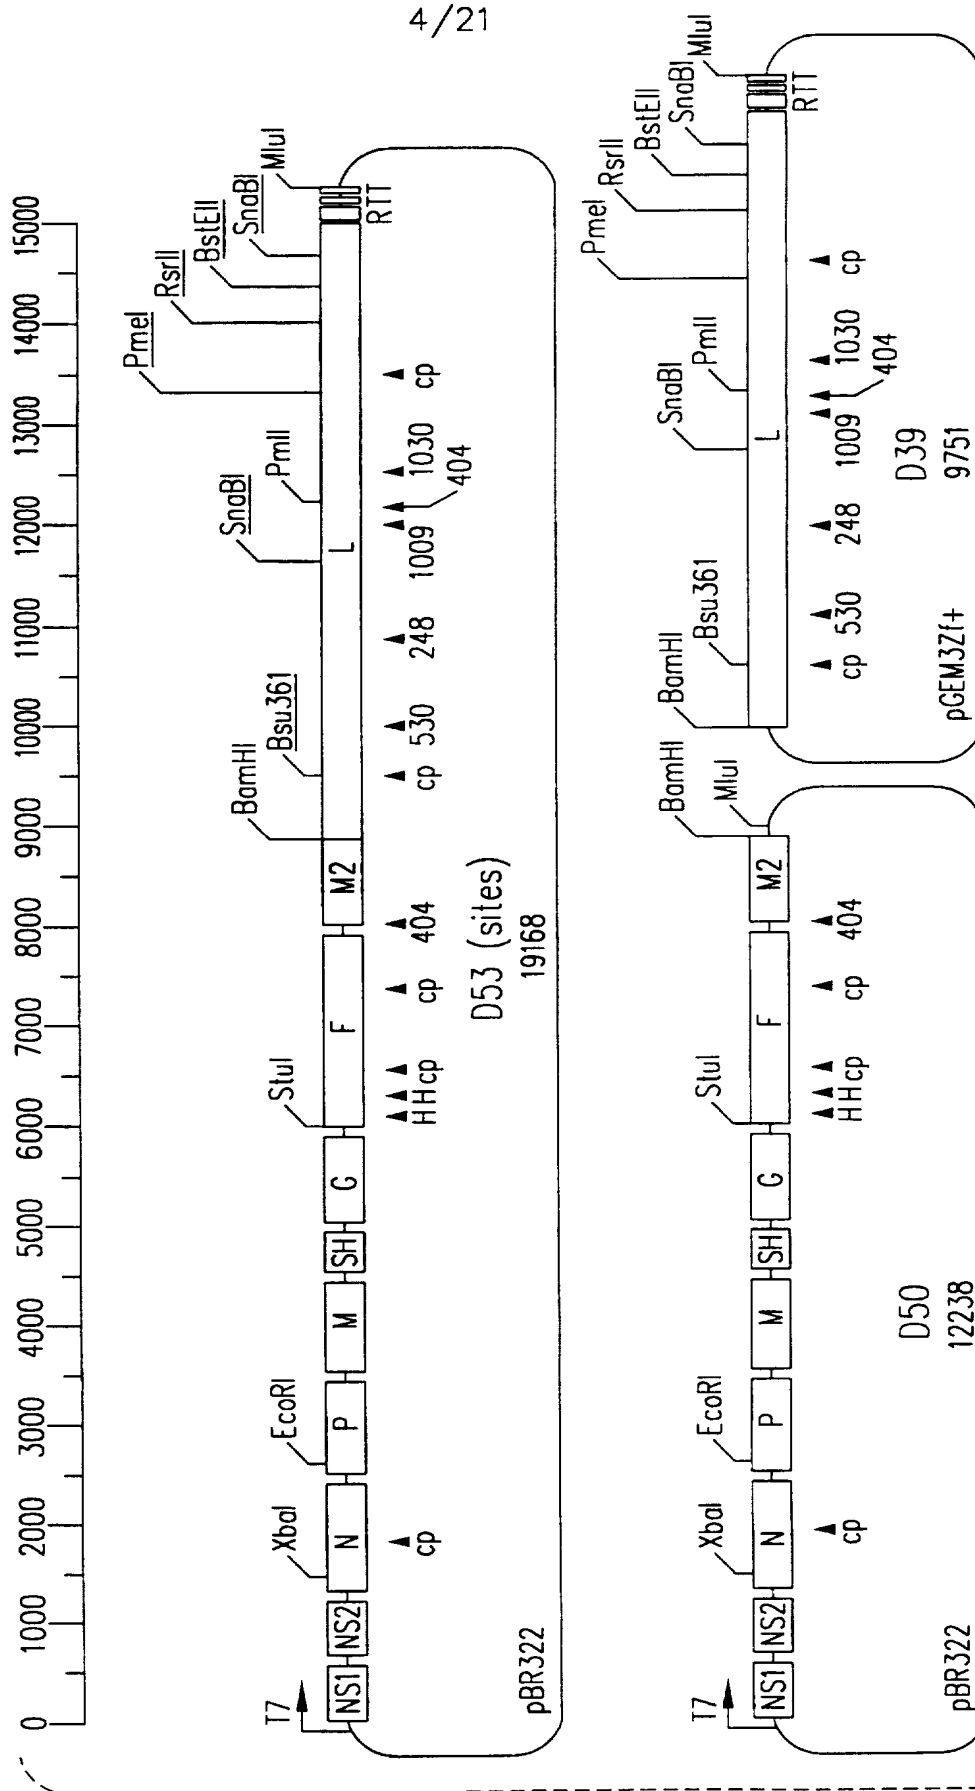 4/21
0 1000 2000 3000 4000 5000 6000 7000 8000 9000 10000 11000 12000 13000 14000 15000
T7 XbaI EcoRI StuI BamHI Bsu361 SnaBI PmlI PmeI RsrII BstEII SnaBI MluI
NS1 NS2 N P M SH G F M2 L RTT
cp HHcp cp 404 cp 530 248 1009 404 1030 cp
D53 (sites)
19168
pBR322
T7 XbaI EcoRI StuI BamHI MluI
NS1 NS2 N P M SH G F M2
cp HHcp cp 404
D50
12238
pBR322
BamHI Bsu361 SnaBI PmlI PmeI RsrII BstEII SnaBI MluI
L RTT
cp 530 248 1009 404 1030 cp
D39
9751
pGEM3Zf+